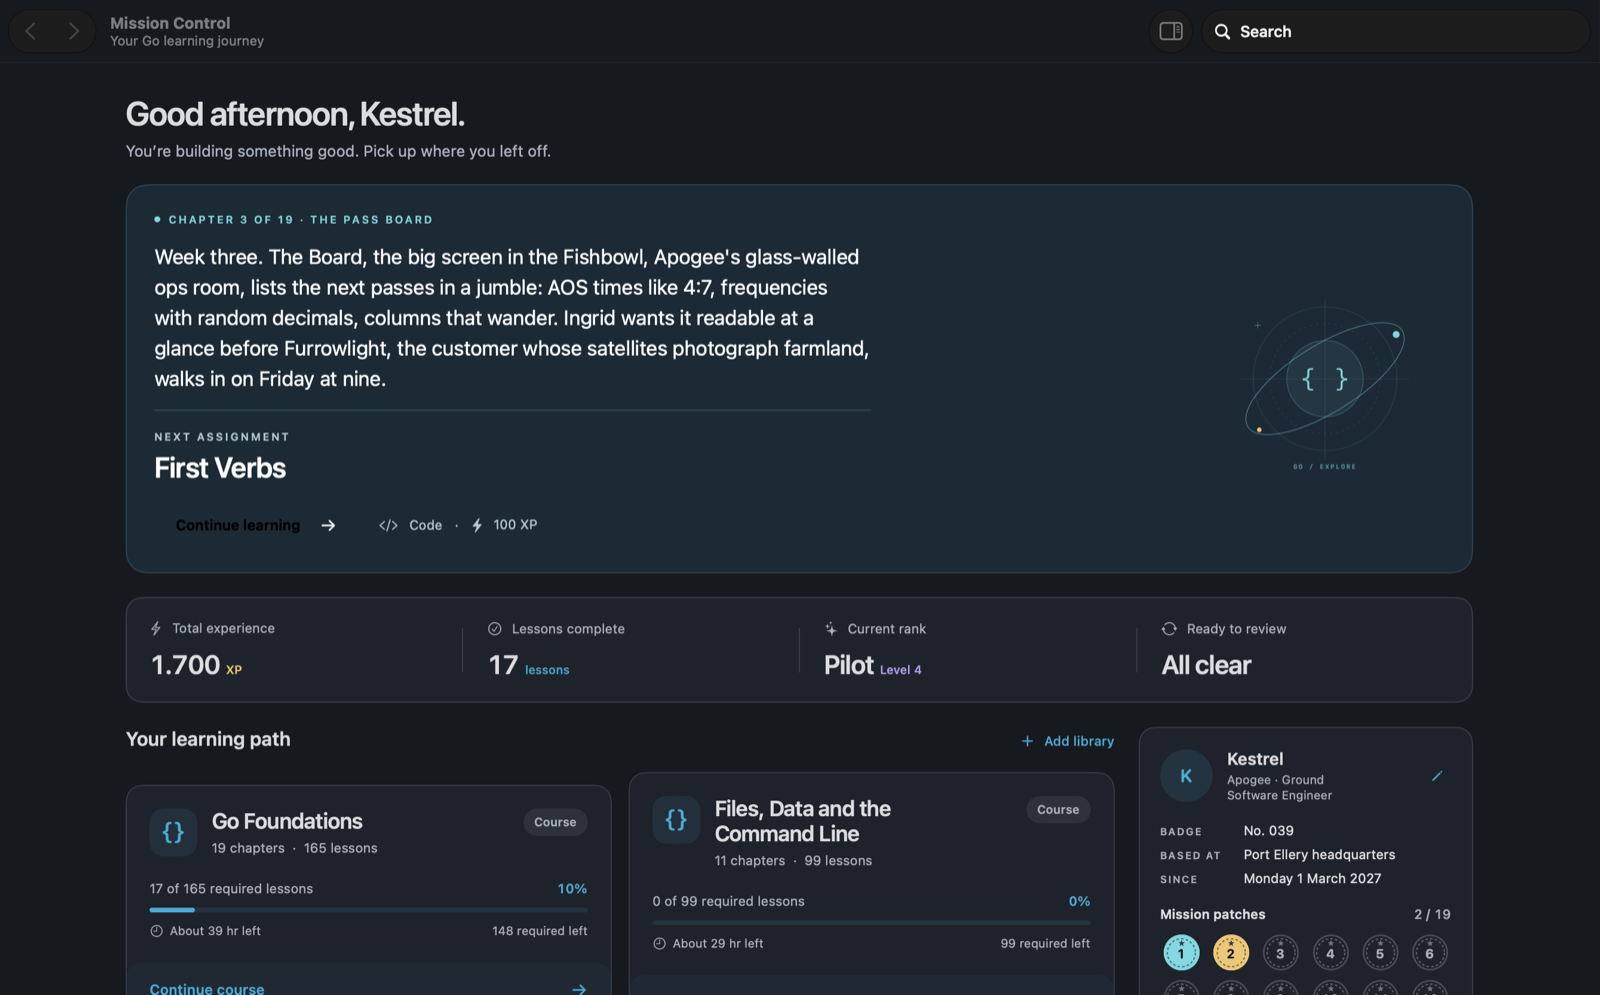 Mission Control
Your Go learning journey
Search
Good afternoon, Kestrel.
You're building something good. Pick up where you left off.
CHAPTER 3 OF 19 · THE PASS BOARD
Week three. The Board, the big screen in the Fishbowl, Apogee's glass-walled
ops room, lists the next passes in a jumble: AOS times like 4:7, frequencies
with random decimals, columns that wander. Ingrid wants it readable at a
glance before Furrowlight, the customer whose satellites photograph farmland,
walks in on Friday at nine.
{ }
GO / EXPLORE
NEXT ASSIGNMENT
First Verbs
Continue learning → </> Code · 100 XP
Total experience
1.700 XP
Lessons complete
17 lessons
Current rank
Pilot Level 4
Ready to review
All clear
Your learning path
+ Add library
{} Go Foundations
Course
19 chapters · 165 lessons
17 of 165 required lessons 10%
About 39 hr left 148 required left
Continue course →
{} Files, Data and the
Command Line
Course
11 chapters · 99 lessons
0 of 99 required lessons 0%
About 29 hr left 99 required left
K
Kestrel
Apogee · Ground
Software Engineer
BADGE No. 039
BASED AT Port Ellery headquarters
SINCE Monday 1 March 2027
Mission patches 2 / 19
1 2 3 4 5 6